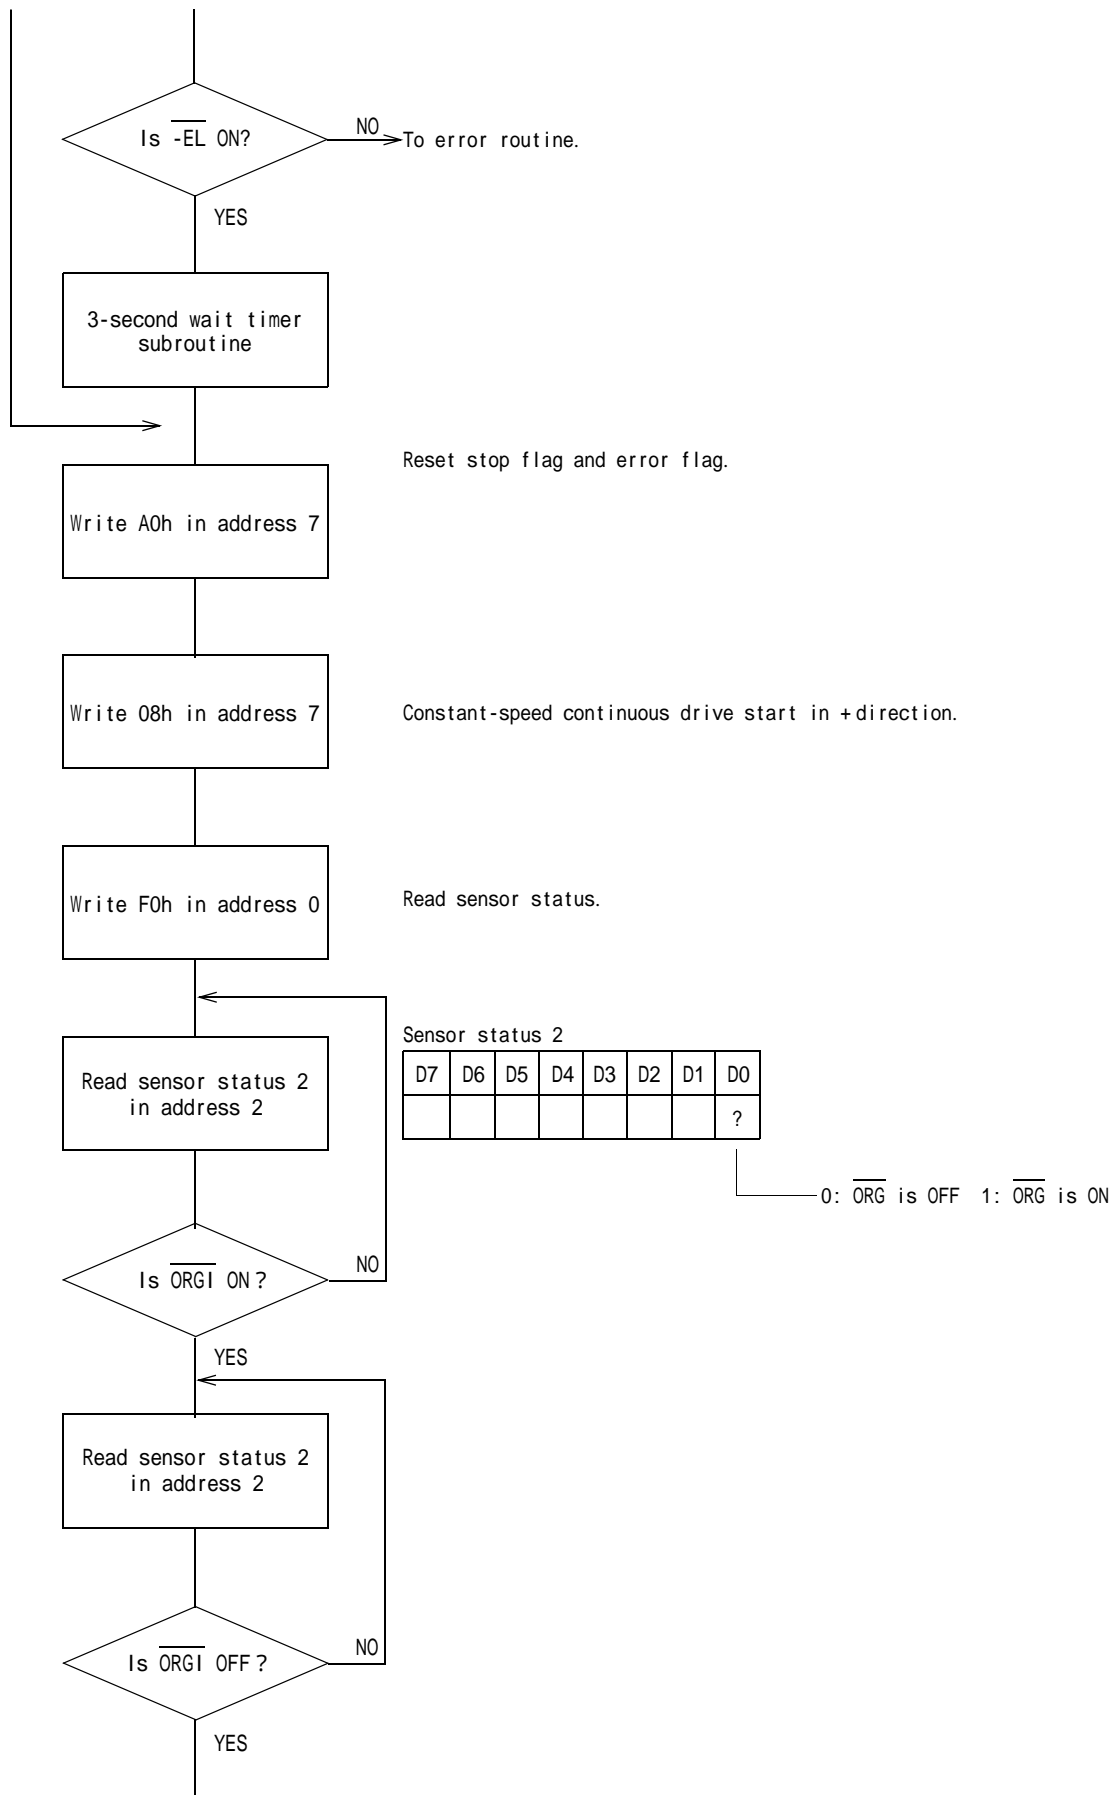 Is -EL ON?
NO
To error routine.
YES
3-second wait timer
subroutine
Reset stop flag and error flag.
Write A0h in address 7
Write 08h in address 7
Constant-speed continuous drive start in +direction.
Write F0h in address 0
Read sensor status.
Sensor status 2
D7 D6 D5 D4 D3 D2 D1 D0
?
Read sensor status 2
in address 2
0: ORG is OFF 1: ORG is ON
Is ORGI ON?
NO
YES
Read sensor status 2
in address 2
Is ORGI OFF?
NO
YES